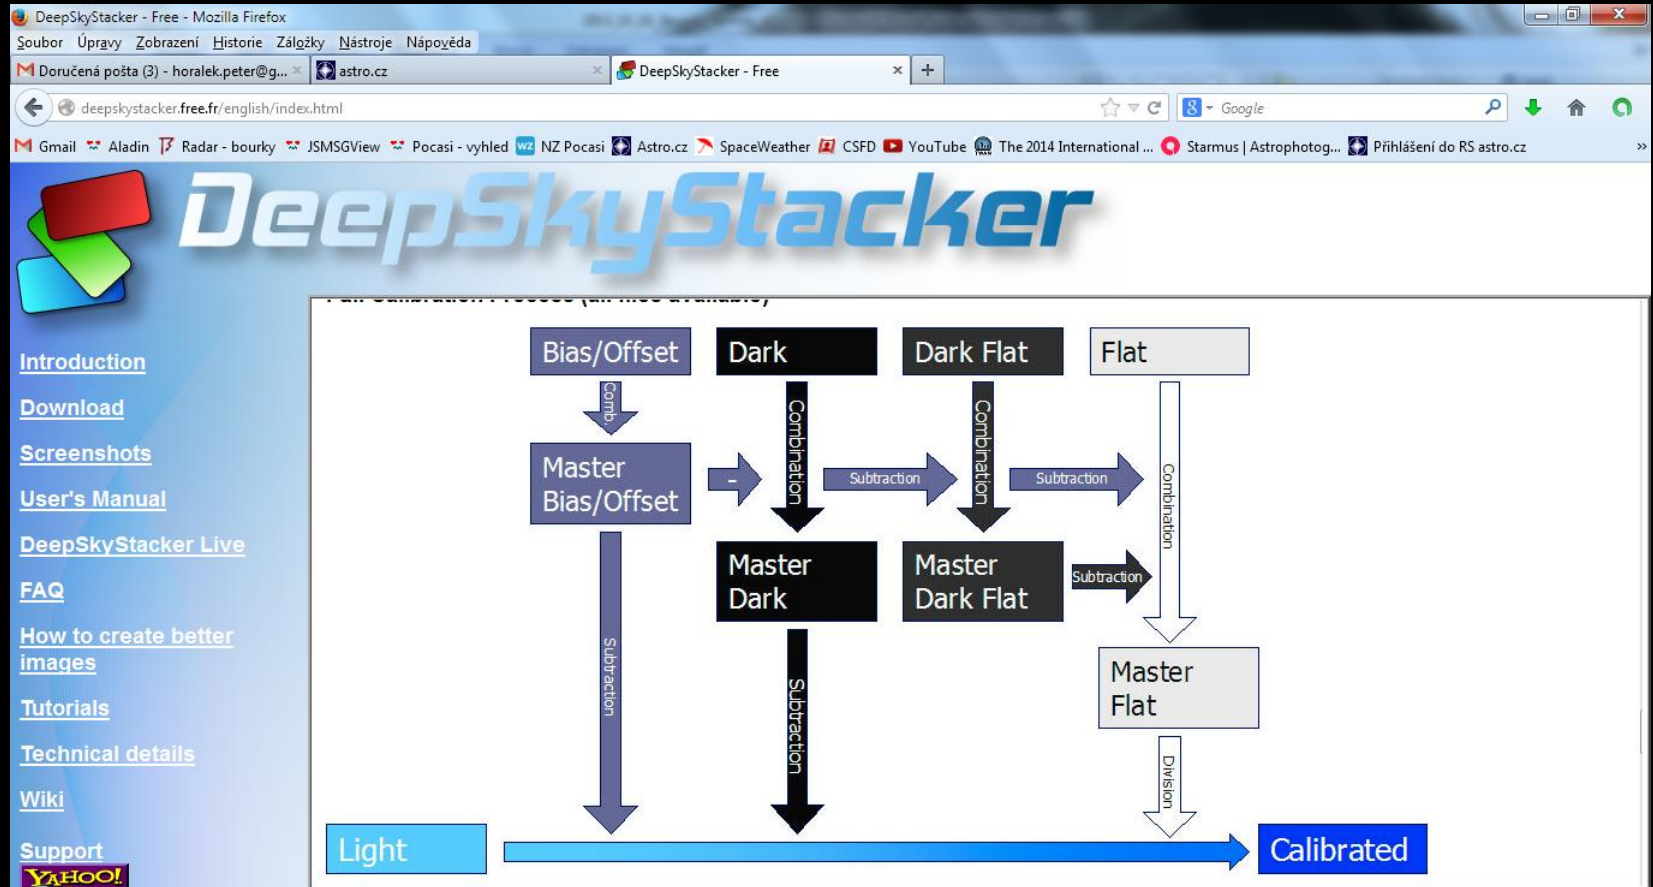 DeepSkyStacker - Free - Mozilla Firefox
Soubor Úpravy Zobrazení Historie Záložky Nástroje Nápověda
Doručená pošta (3) - horalek.peter@g... astro.cz DeepSkyStacker - Free
deepskystacker.free.fr/english/index.html Google
Gmail Aladin Radar - bourky JSMSGView Pocasi - vyhled NZ Pocasi Astro.cz SpaceWeather CSFD YouTube The 2014 International ... Starmus | Astrophotog... Přihlášení do RS astro.cz »
DeepSkyStacker
Introduction
Download
Screenshots
User's Manual
DeepSkyStacker Live
FAQ
How to create better
images
Tutorials
Technical details
Wiki
Support
YAHOO!
Bias/Offset Dark Dark Flat Flat
Comb.
Combination
Combination
Combination
Master
Bias/Offset
-
Subtraction
Subtraction
Master
Dark
Master
Dark Flat
Subtraction
Master
Flat
Subtraction
Subtraction
Division
Light
Calibrated